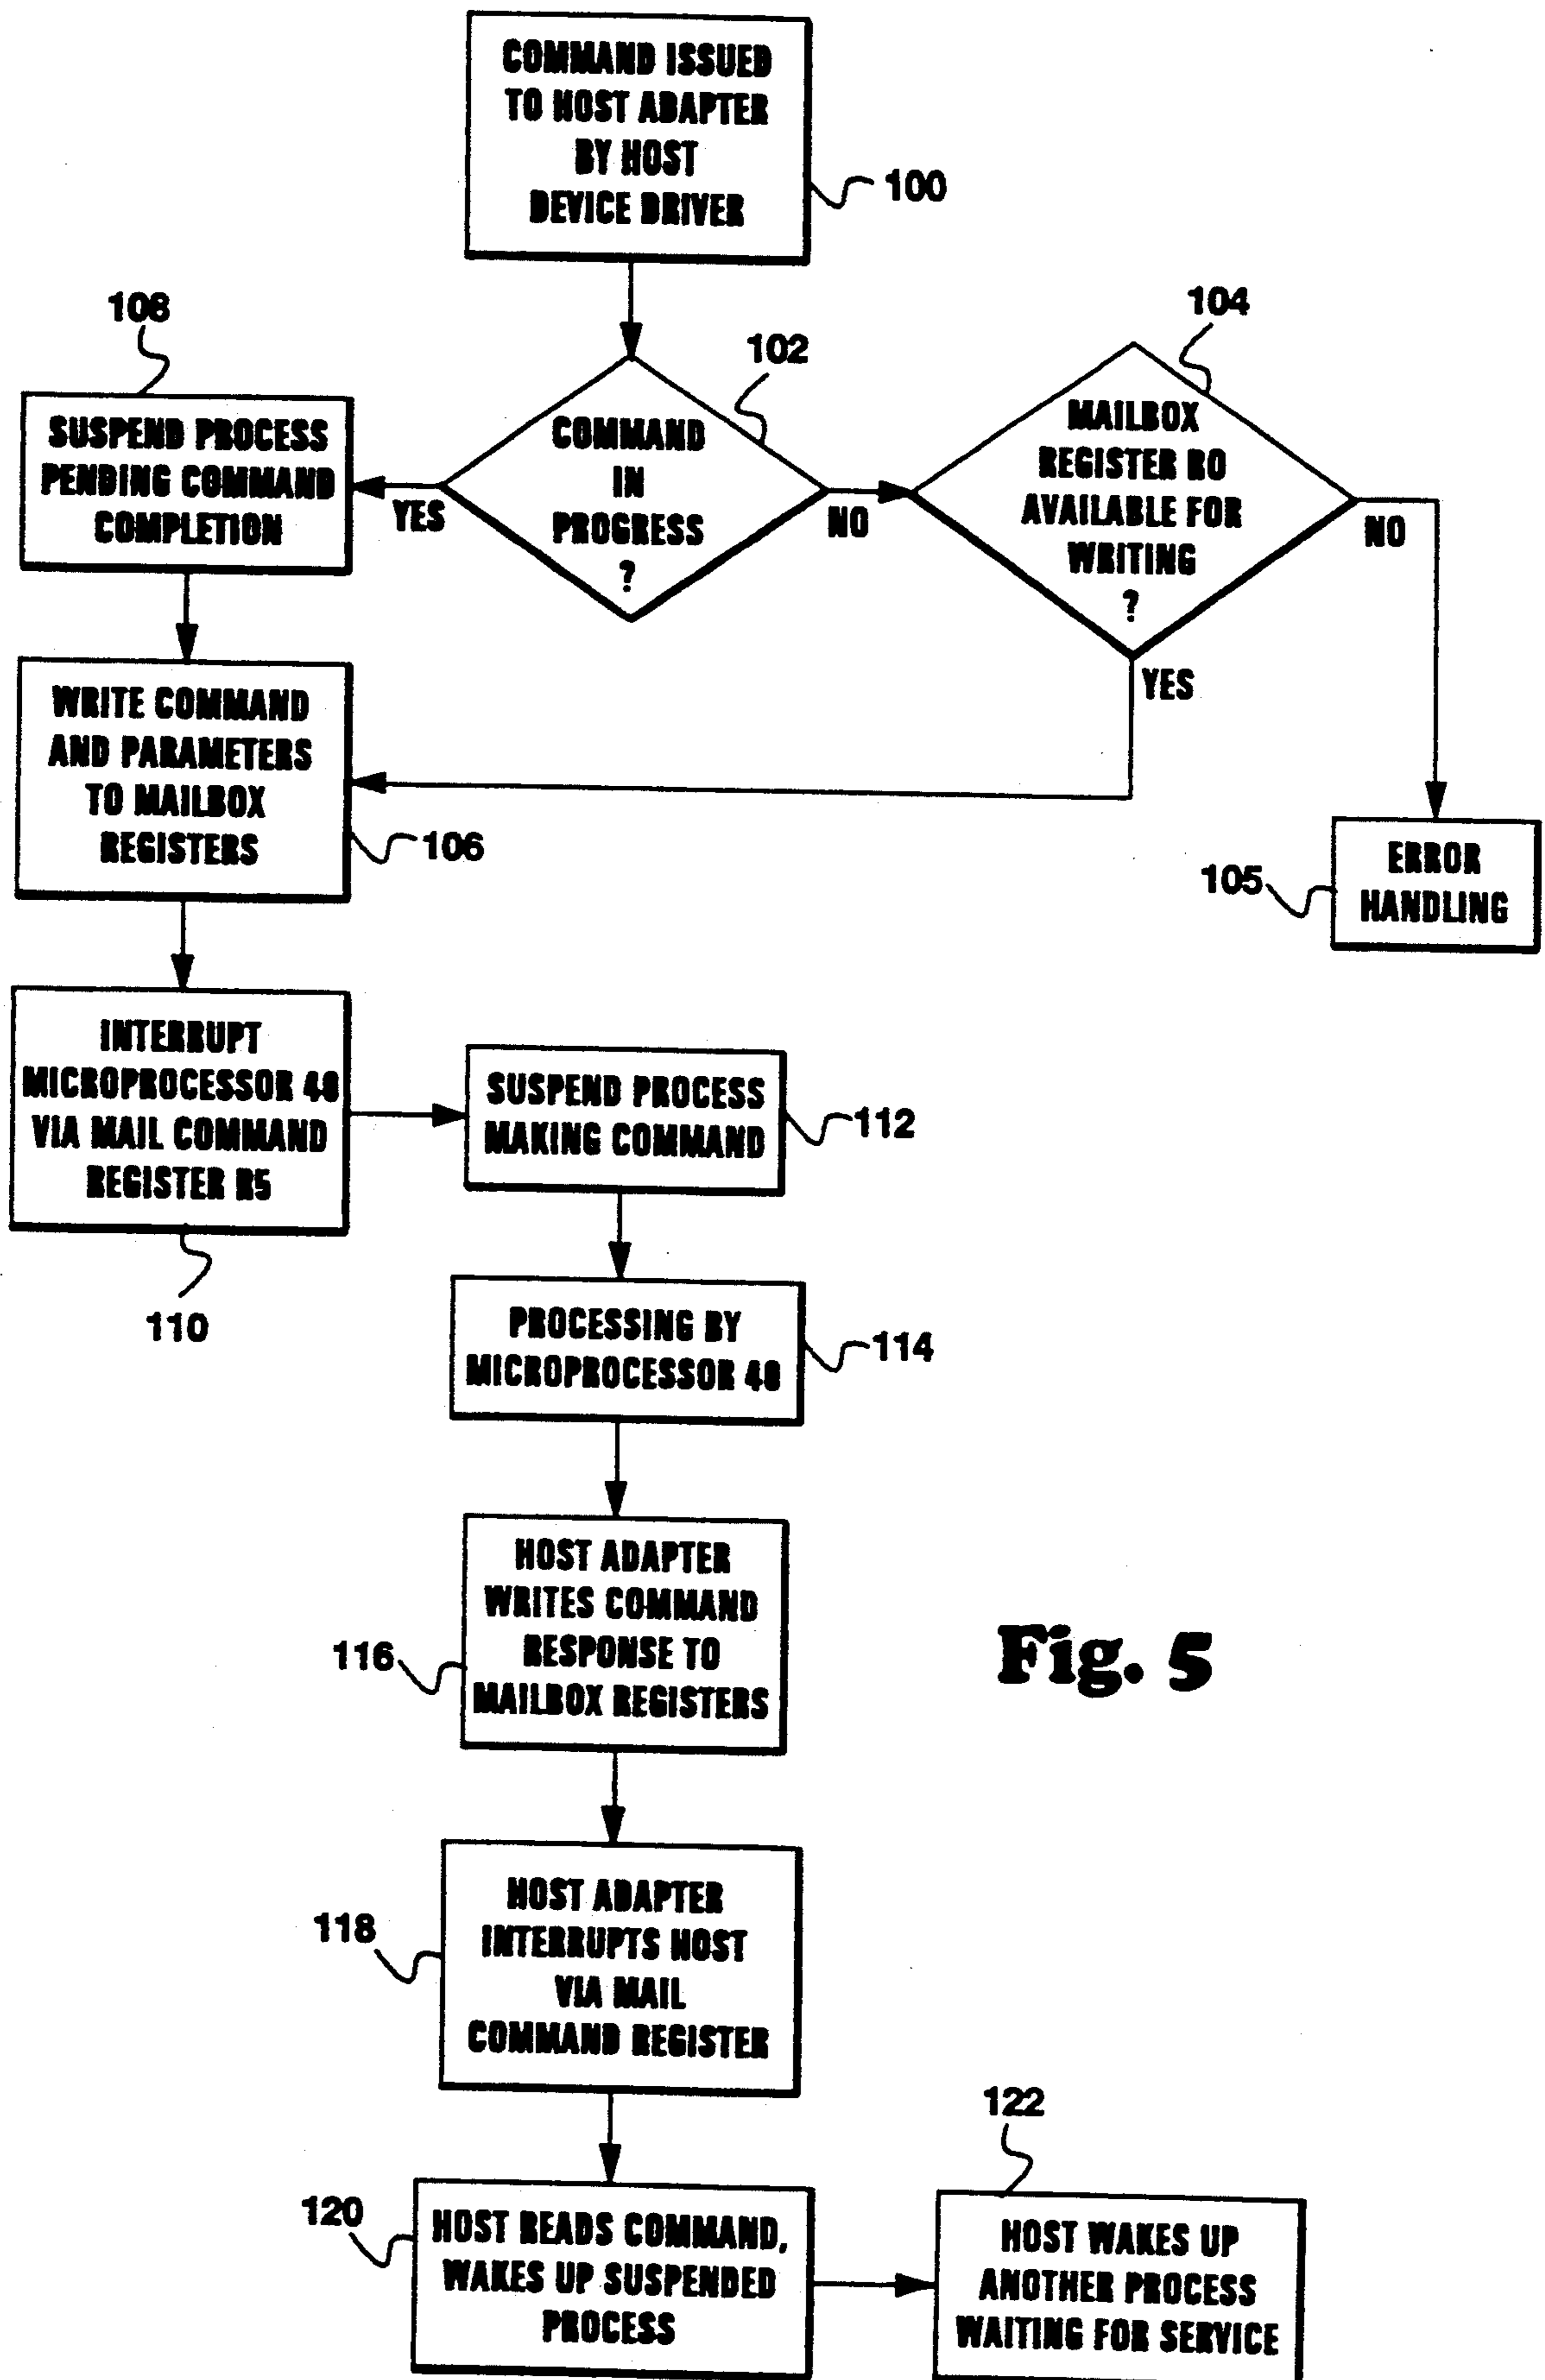 COMMAND ISSUED
TO HOST ADAPTER
BY HOST
DEVICE DRIVER
100
108
SUSPEND PROCESS
PENDING COMMAND
COMPLETION
102
COMMAND
IN
PROGRESS
?
YES
NO
104
MAILBOX
REGISTER R0
AVAILABLE FOR
WRITING
?
NO
YES
WRITE COMMAND
AND PARAMETERS
TO MAILBOX
REGISTERS
106
105
ERROR
HANDLING
INTERRUPT
MICROPROCESSOR 48
VIA MAIL COMMAND
REGISTER R5
110
SUSPEND PROCESS
MAKING COMMAND
112
PROCESSING BY
MICROPROCESSOR 48
114
HOST ADAPTER
WRITES COMMAND
RESPONSE TO
MAILBOX REGISTERS
116
Fig. 5
HOST ADAPTER
INTERRUPTS HOST
VIA MAIL
COMMAND REGISTER
118
HOST READS COMMAND,
WAKES UP SUSPENDED
PROCESS
120
122
HOST WAKES UP
ANOTHER PROCESS
WAITING FOR SERVICE